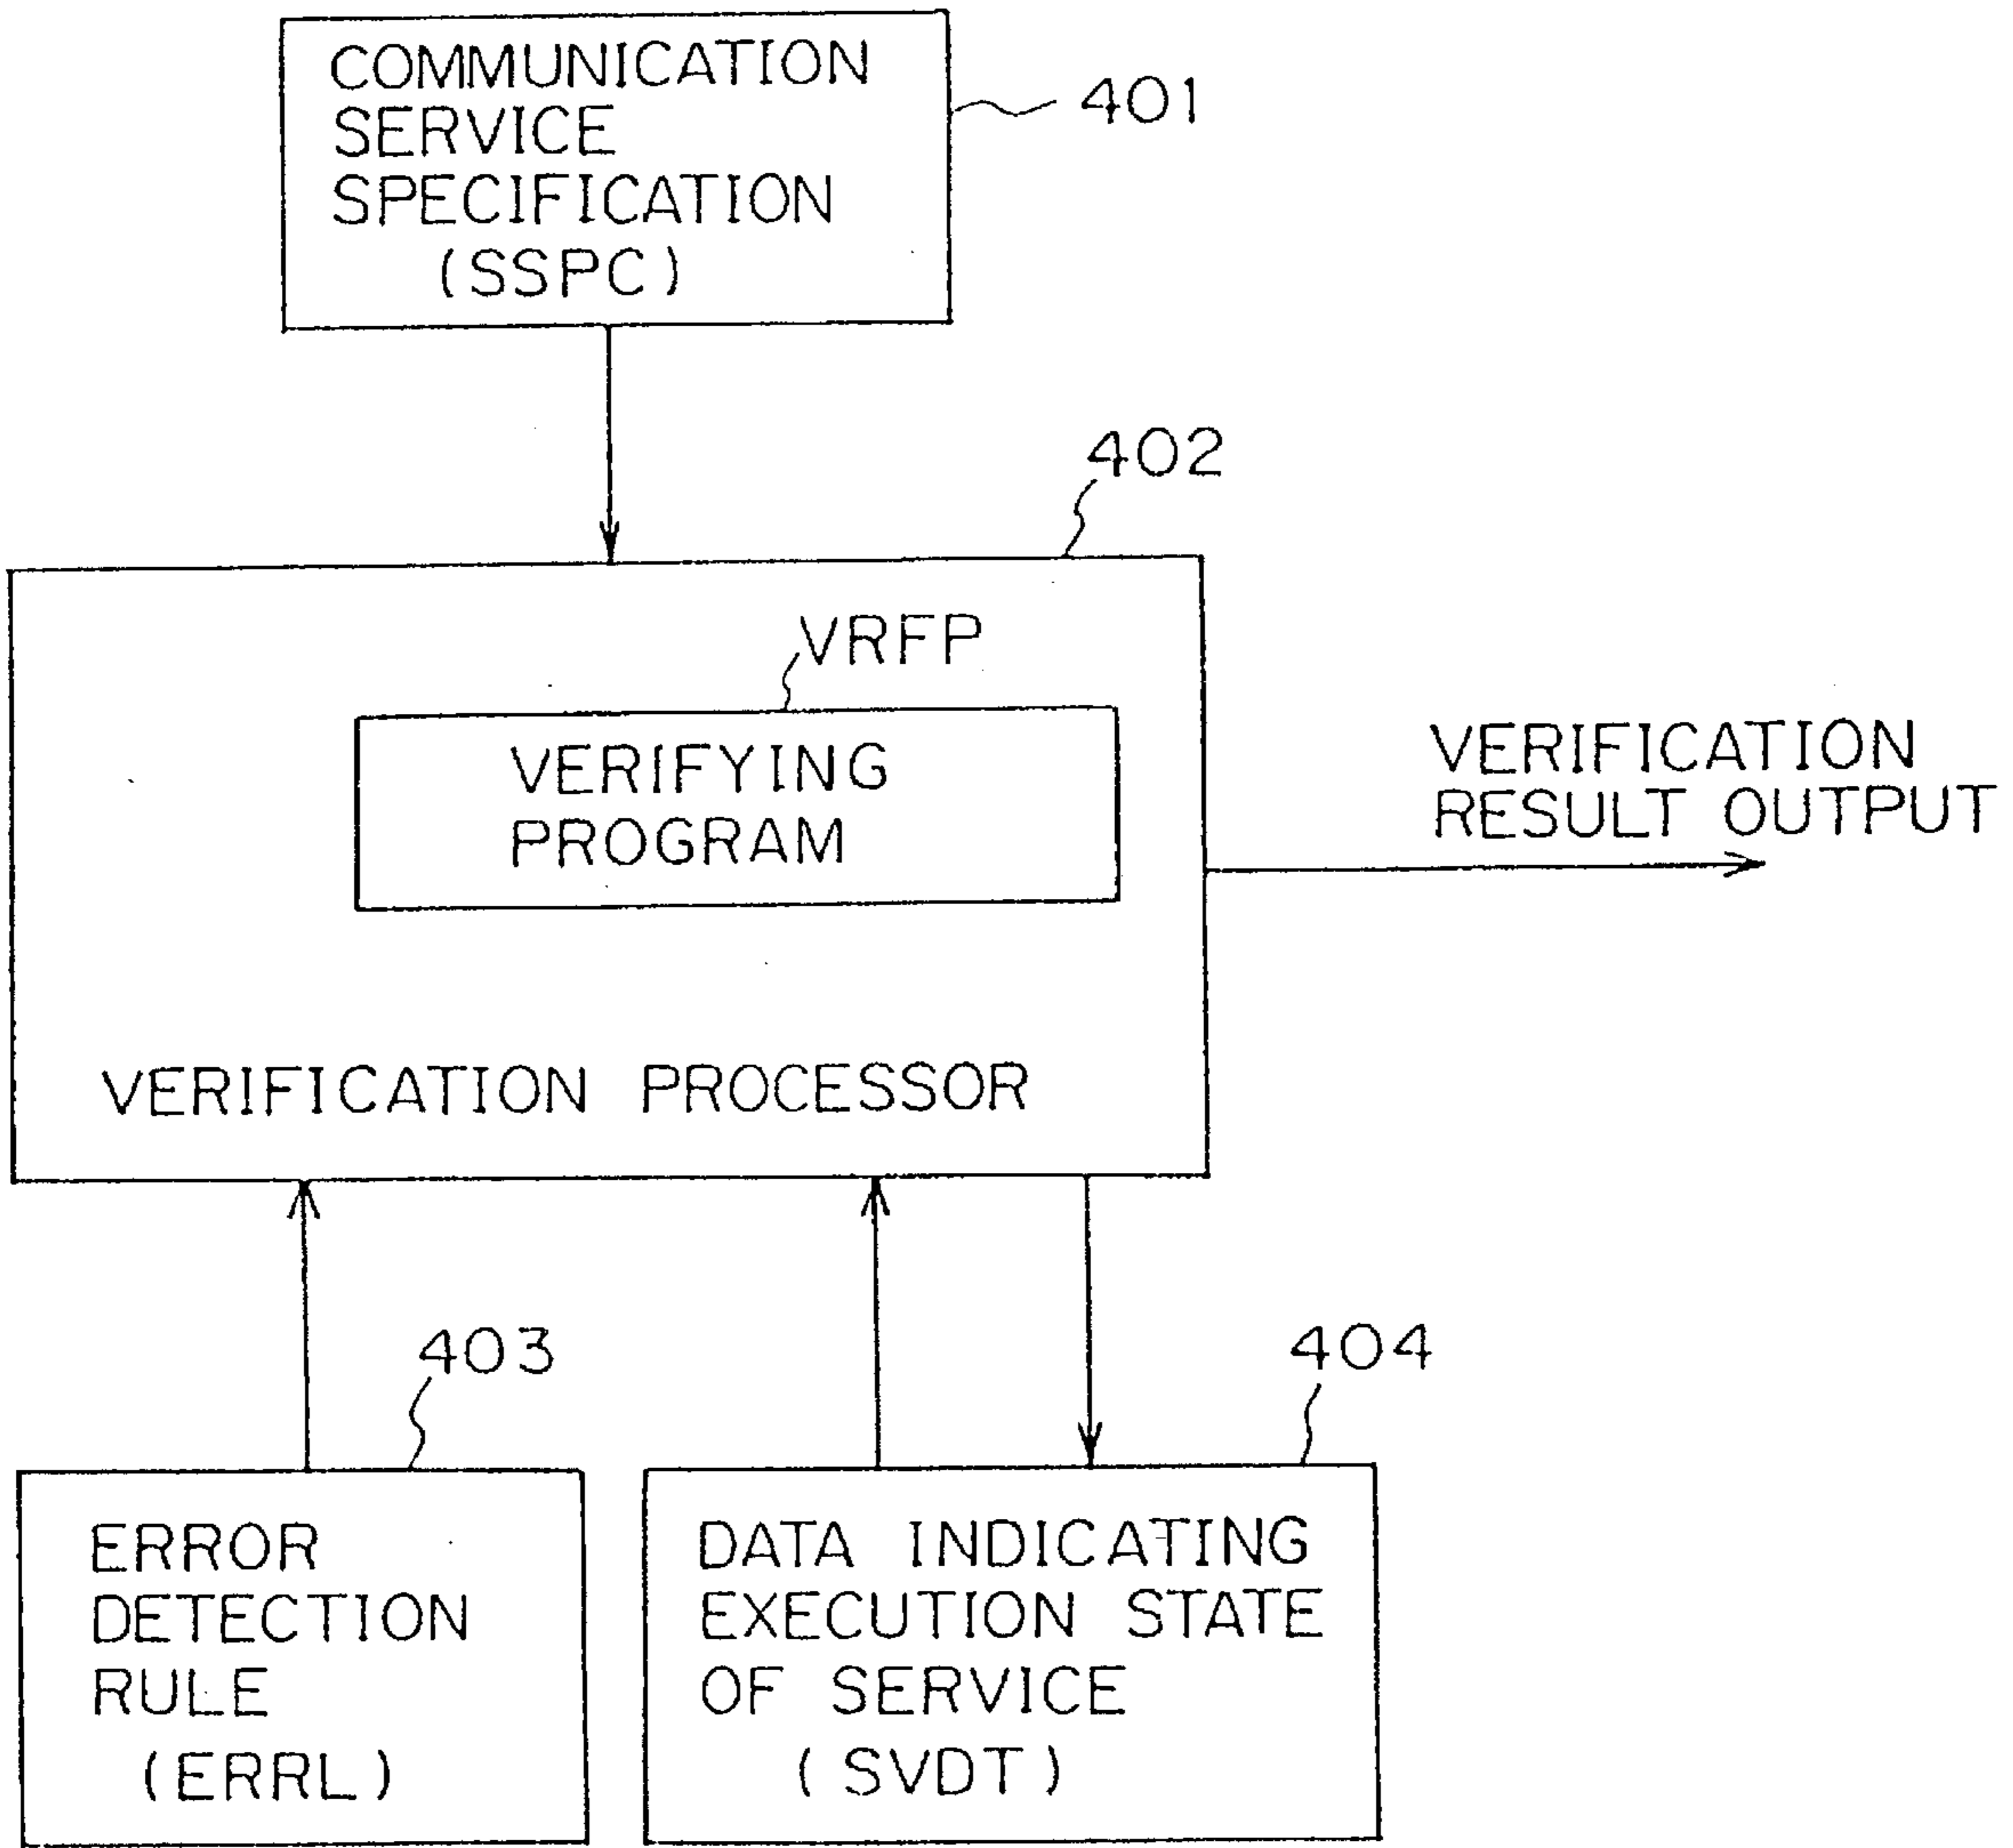 COMMUNICATION
SERVICE
SPECIFICATION
(SSPC)
401
402
VRFP
VERIFYING
PROGRAM
VERIFICATION
RESULT OUTPUT
VERIFICATION PROCESSOR
403
404
ERROR
DETECTION
RULE
(ERRL)
DATA INDICATING
EXECUTION STATE
OF SERVICE
(SVDT)